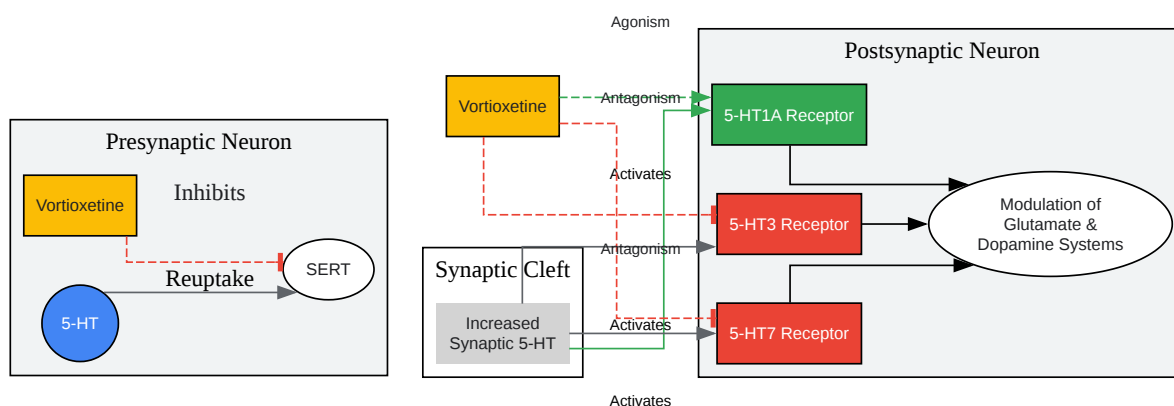 Agonism
Postsynaptic Neuron
Vortioxetine
Antagonism
5-HT1A Receptor
Presynaptic Neuron
Inhibits
Vortioxetine
Activates
5-HT3 Receptor
Modulation of
Glutamate &
Dopamine Systems
Antagonism
SERT
Reuptake
Synaptic Cleft
5-HT
Increased
Synaptic 5-HT
Activates
5-HT7 Receptor
Activates